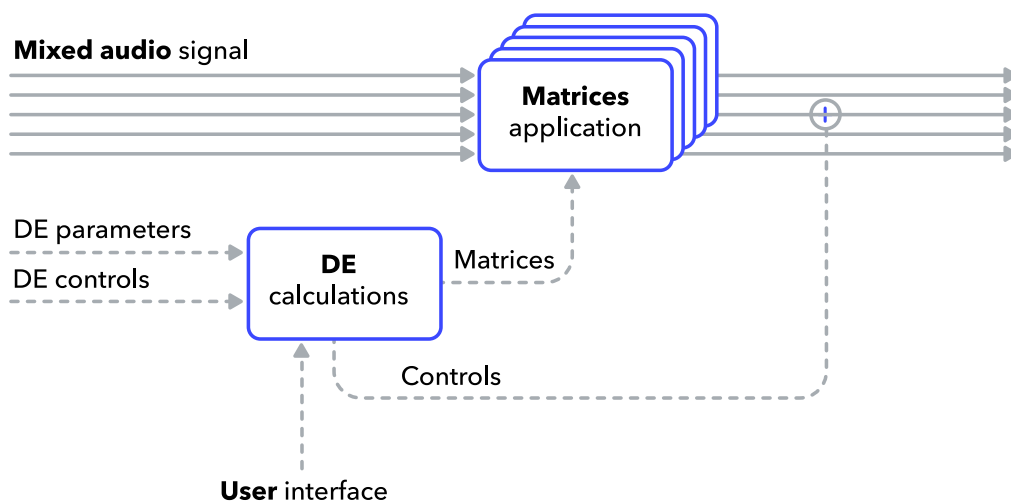 Mixed audio signal
Matrices
application
DE parameters
DE controls
DE
calculations
Matrices
Controls
User interface